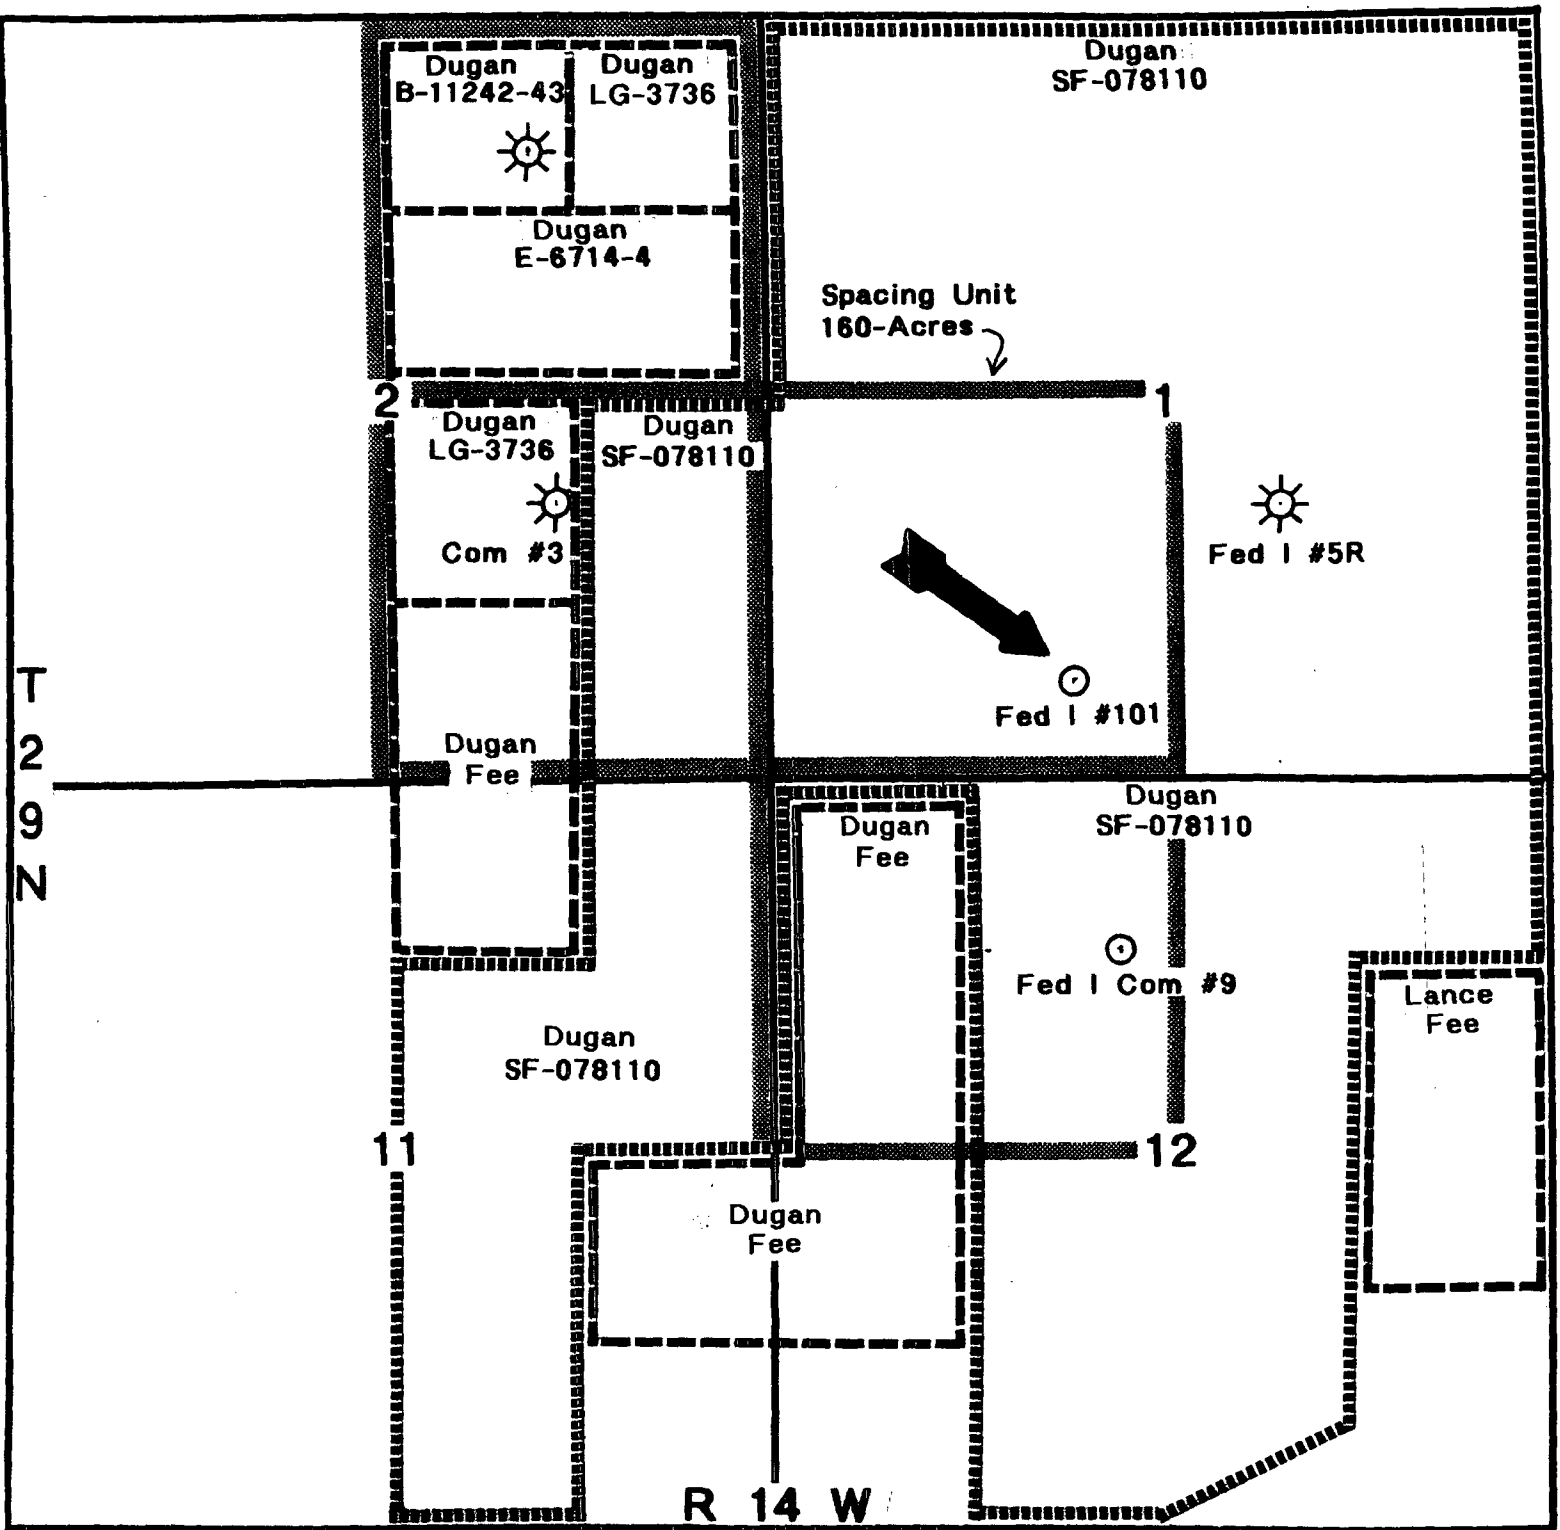 Dugan
B-11242-43
Dugan
LG-3736
Dugan
SF-078110
Dugan
E-6714-4
Spacing Unit
160-Acres
2
1
Dugan
LG-3736
Dugan
SF-078110
Com #3
Fed I #5R
Fed I #101
T
2
9
N
Dugan
Fee
Dugan
SF-078110
Dugan
Fee
Fed I Com #9
Lance
Fee
Dugan
SF-078110
11
12
Dugan
Fee
R 14 W